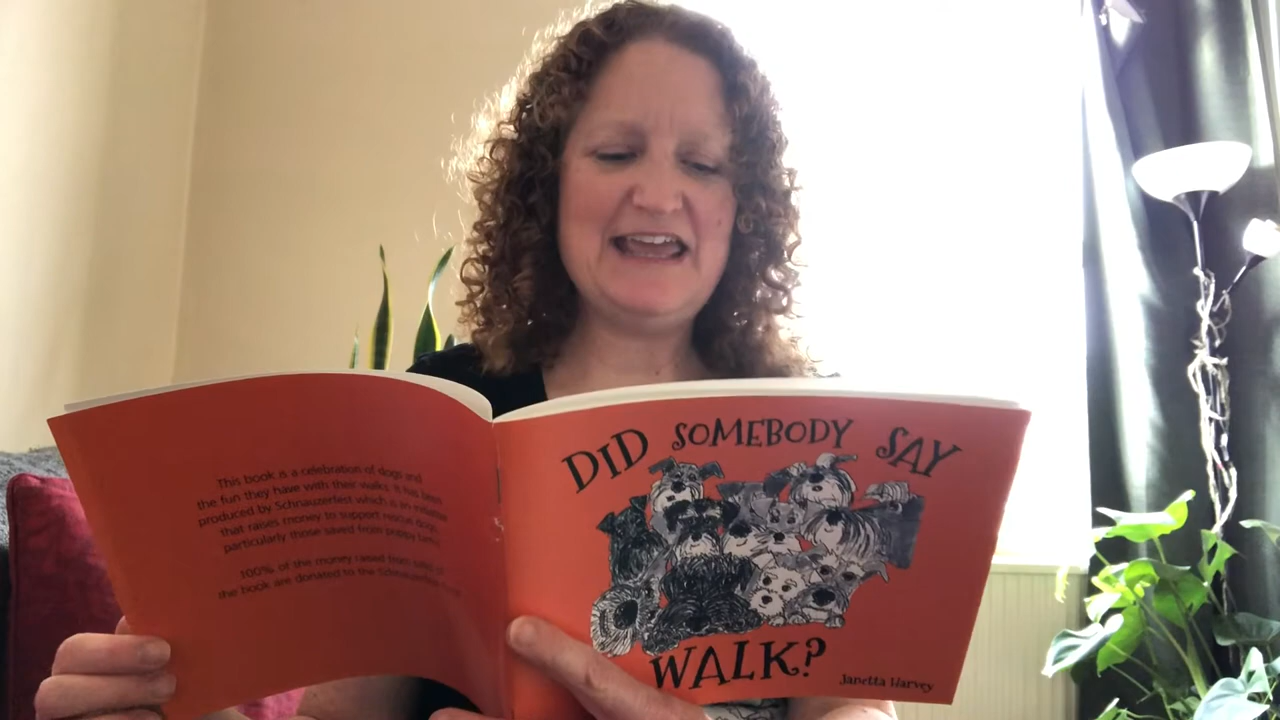 This book is a celebration of dogs and
the fun they have with their walks. It has been
produced by Schnauzerfest which is an initiative
that raises money to support rescue dogs,
particularly those saved from puppy farms.
100% of the money raised from sales of
the book are donated to the Schnauzerfest
DID SOMEBODY SAY
WALK?
Janetta Harvey